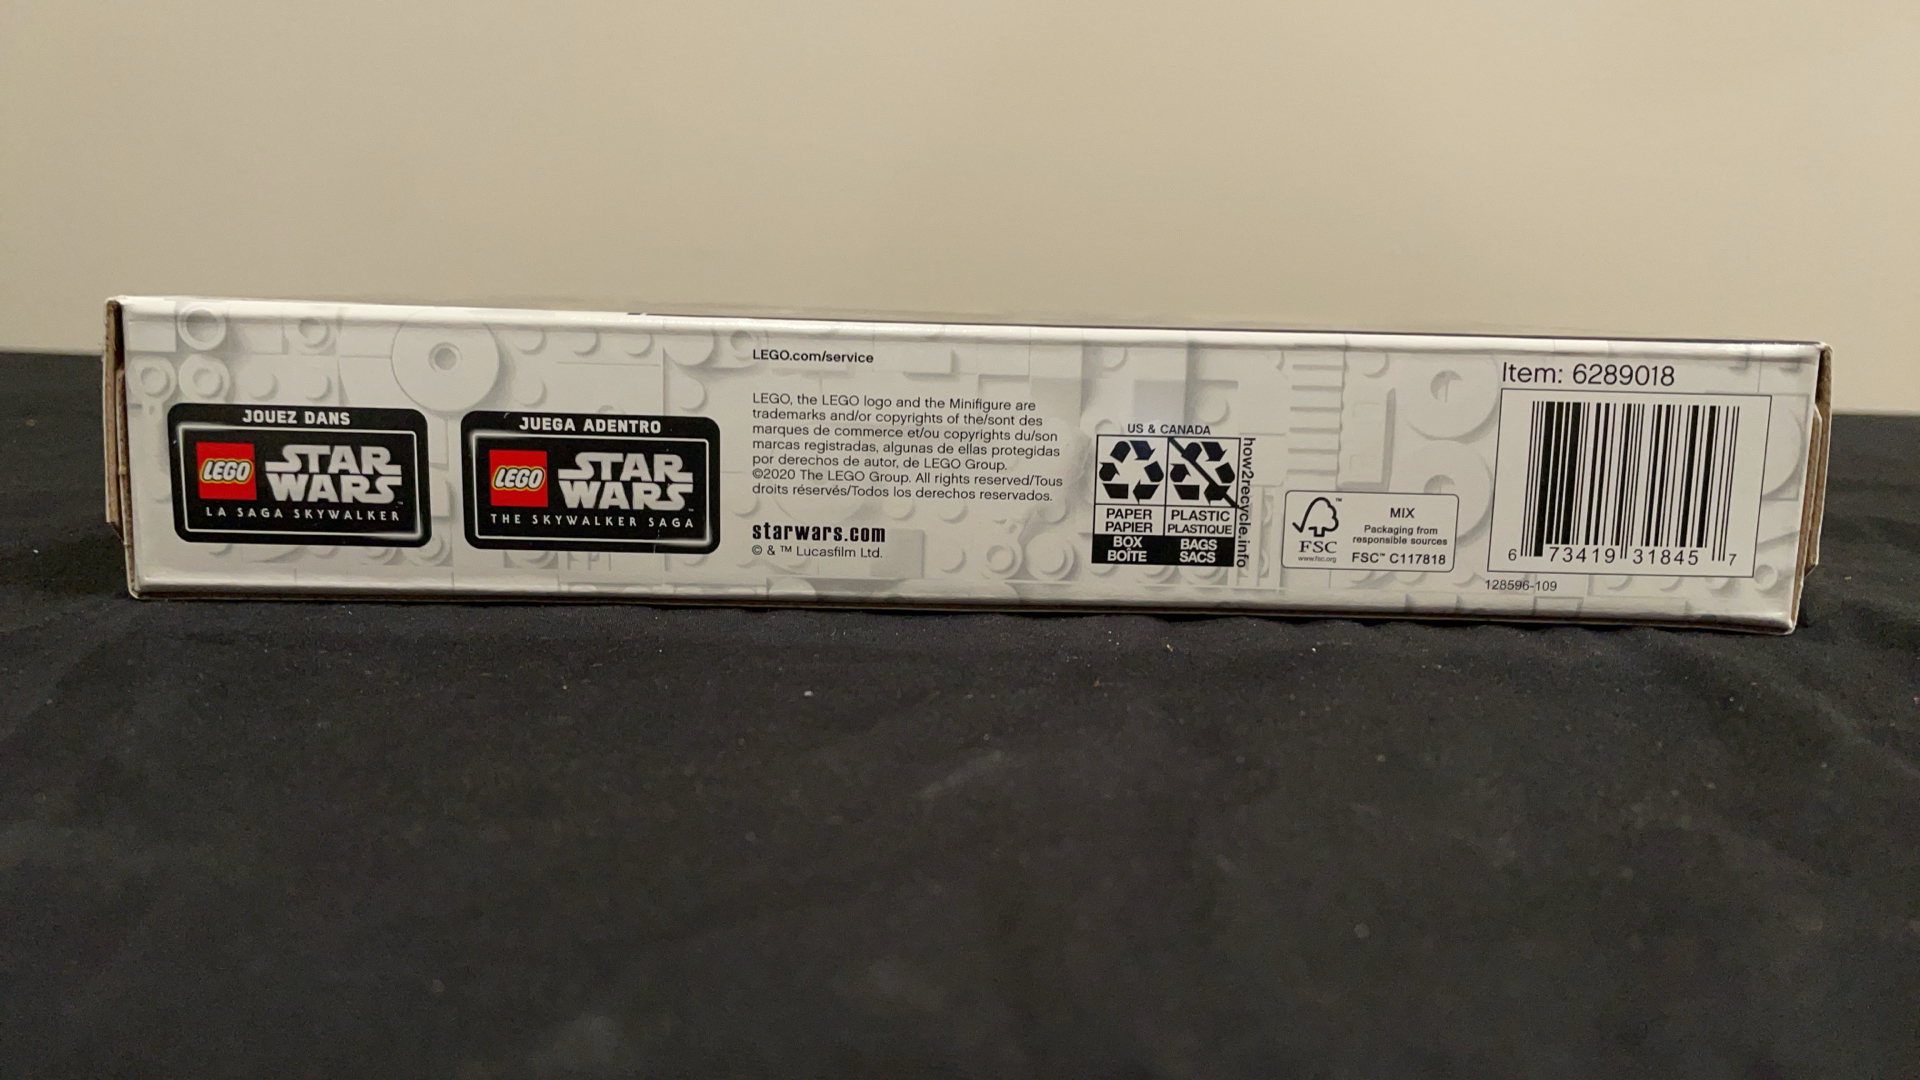 JOUEZ DANS
LEGO STAR
WARS™
LA SAGA SKYWALKER
JUEGA ADENTRO
LEGO STAR
WARS™
THE SKYWALKER SAGA
LEGO.com/service
LEGO, the LEGO logo and the Minifigure are
trademarks and/or copyrights of the/sont des
marques de commerce et/ou copyrights du/son
marcas registradas, algunas de ellas protegidas
por derechos de autor, de LEGO Group.
©2020 The LEGO Group. All rights reserved/Tous
droits réservés/Todos los derechos reservados.
starwars.com
© & ™ Lucasfilm Ltd.
US & CANADA
PAPER
PAPIER
BOX
BOÎTE
PLASTIC
PLASTIQUE
BAGS
SACS
how2recycle.info
FSC™
www.fsc.org
MIX
Packaging from
responsible sources
FSC™ C117818
Item: 6289018
6 73419 31845 7
128596-109